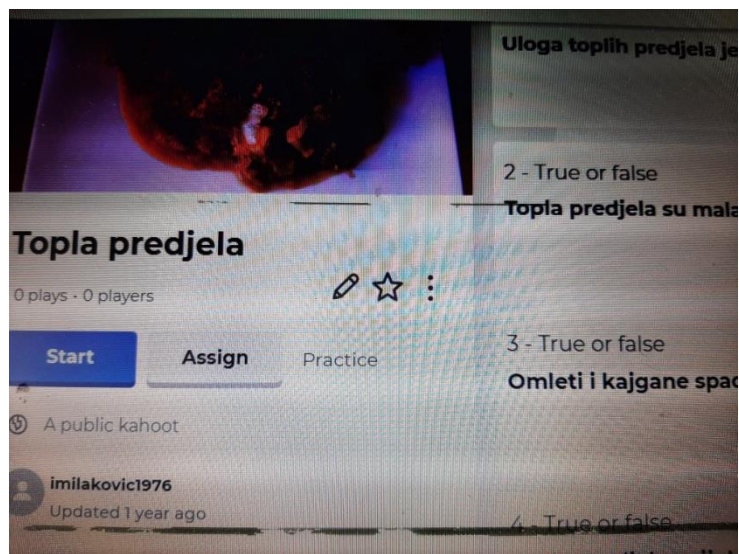 Topla predjela
0 plays · 0 players
Start
Assign
Practice
A public kahoot
imilakovic1976
Updated 1 year ago
Uloga toplih predjela je
2 - True or false
Topla predjela su mala
3 - True or false
Omleti i kajgane spad
4 - True or false